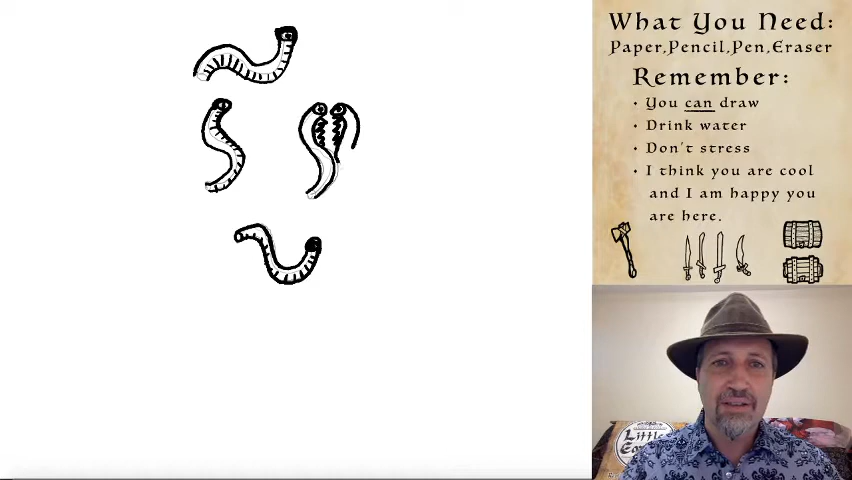 What You Need:
Paper,Pencil,Pen,Eraser
Remember:
• You can draw
• Drink water
• Don't stress
• I think you are cool
and I am happy you
are here.
Little